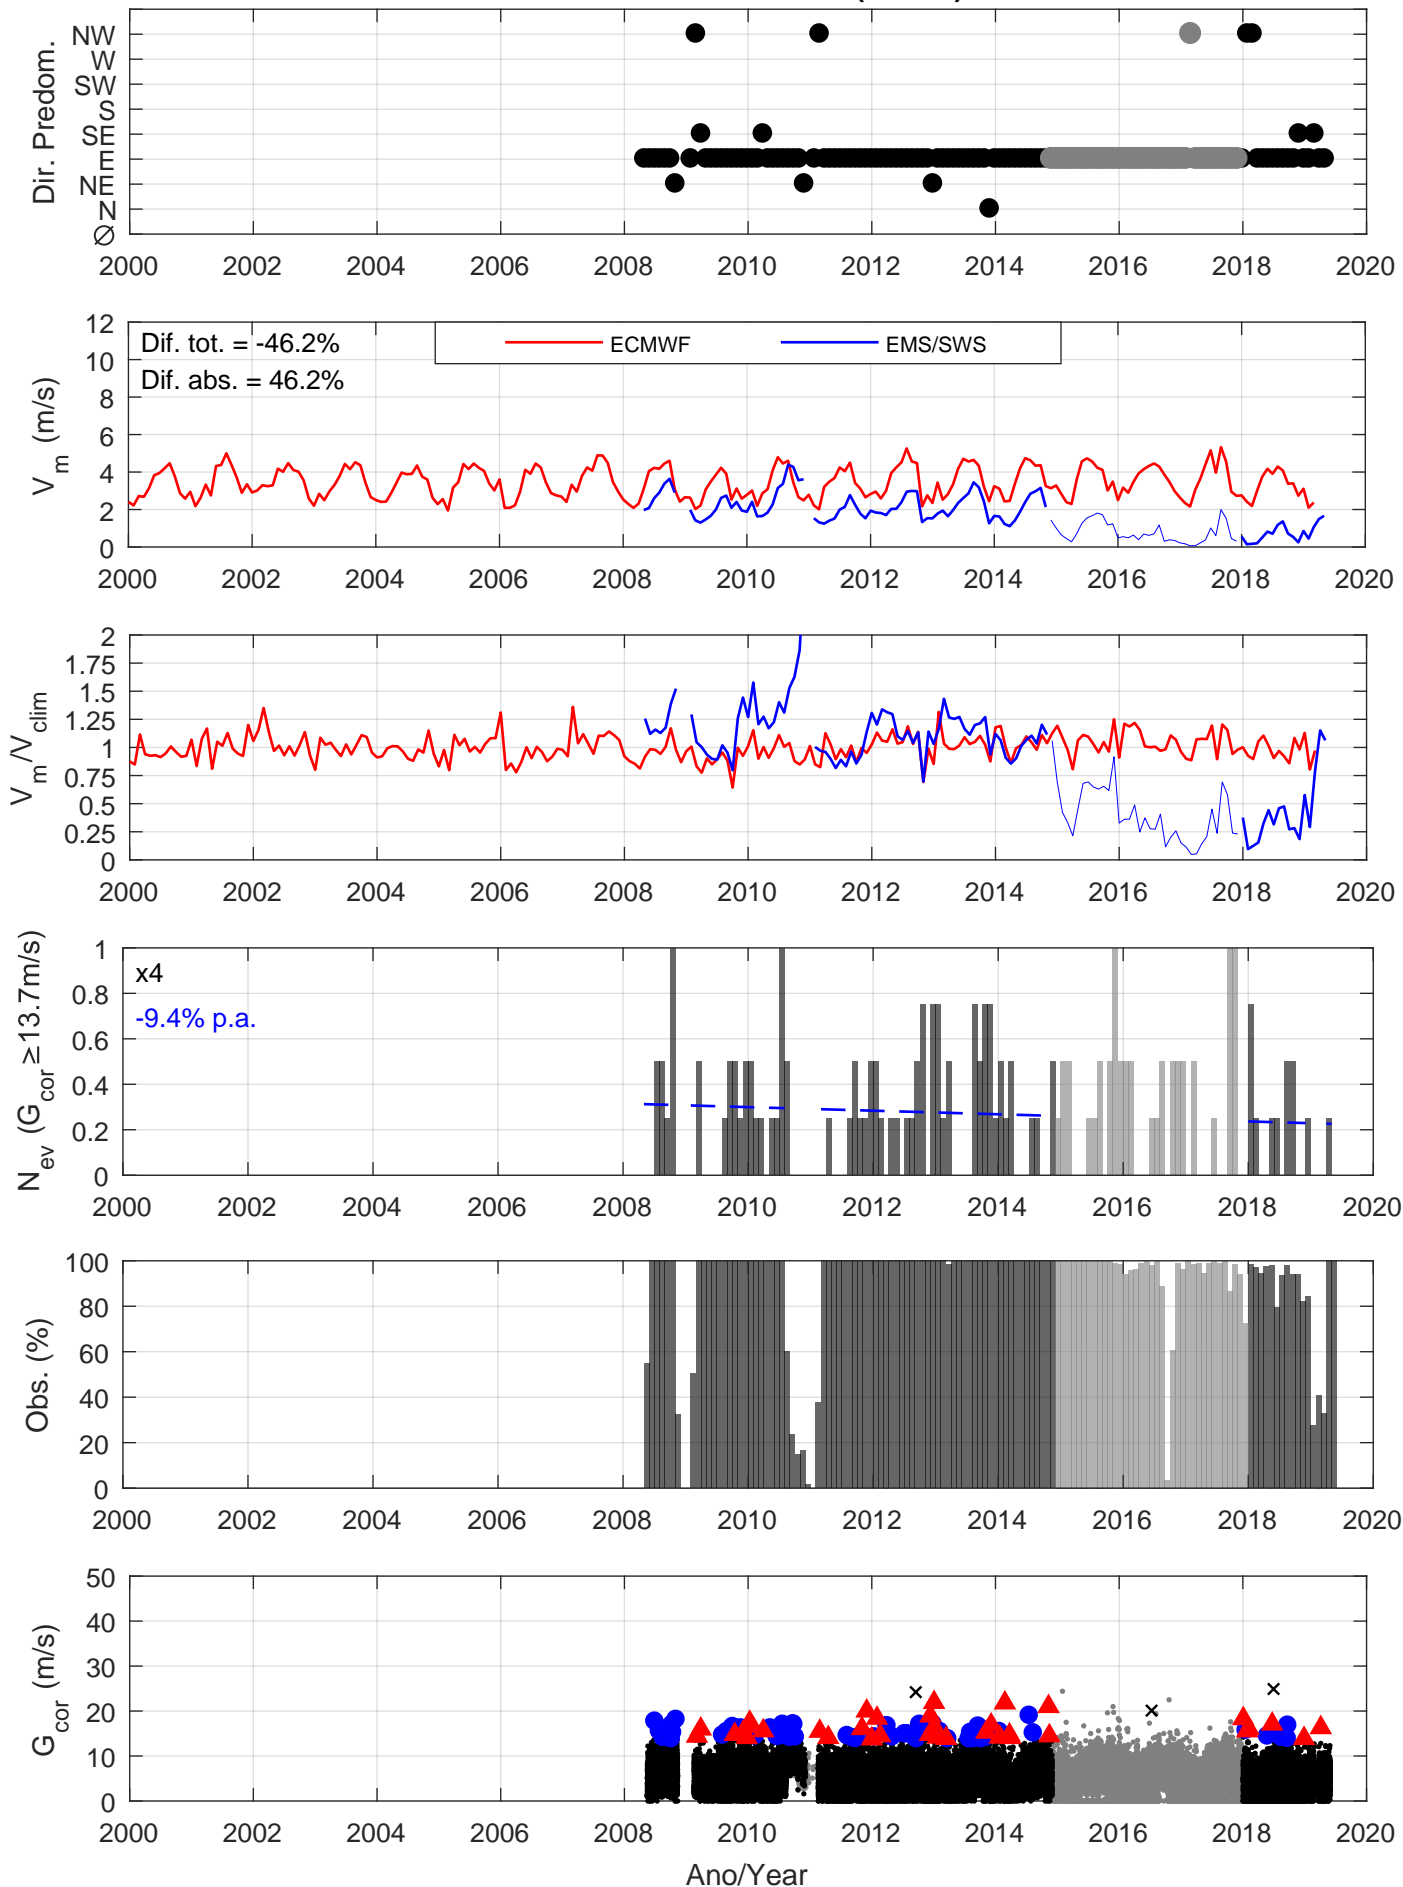 NW
W
SW
S
SE
E
NE
N
Ø
Dir. Predom.
2000 2002 2004 2006 2008 2010 2012 2014 2016 2018 2020
12
10
8
6
4
2
0
V_m (m/s)
Dif. tot. = -46.2%
Dif. abs. = 46.2%
ECMWF EMS/SWS
2000 2002 2004 2006 2008 2010 2012 2014 2016 2018 2020
2
1.75
1.5
1.25
1
0.75
0.5
0.25
0
V_m/V_clim
2000 2002 2004 2006 2008 2010 2012 2014 2016 2018 2020
1
0.8
0.6
0.4
0.2
0
N_ev (G_cor ≥13.7m/s)
x4
-9.4% p.a.
2000 2002 2004 2006 2008 2010 2012 2014 2016 2018 2020
100
80
60
40
20
0
Obs. (%)
2000 2002 2004 2006 2008 2010 2012 2014 2016 2018 2020
50
40
30
20
10
0
G_cor (m/s)
2000 2002 2004 2006 2008 2010 2012 2014 2016 2018 2020
Ano/Year